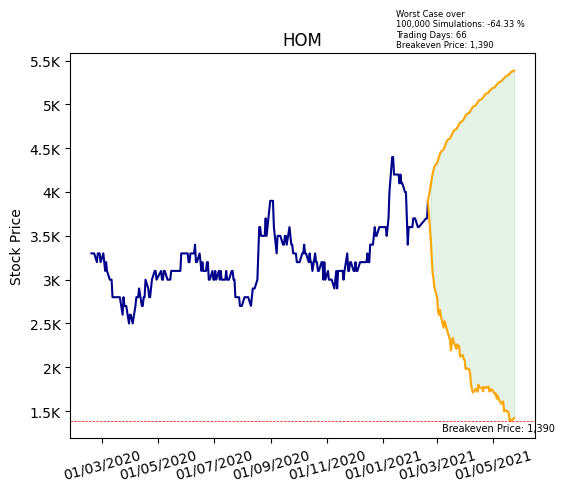 Worst Case over
100,000 Simulations: -64.33 %
Trading Days: 66
Breakeven Price: 1,390
HOM
5.5K
5K
4.5K
4K
3.5K
3K
2.5K
2K
1.5K
Stock Price
Breakeven Price: 1,390
01/03/2020 01/05/2020 01/07/2020 01/09/2020 01/11/2020 01/01/2021 01/03/2021 01/05/2021